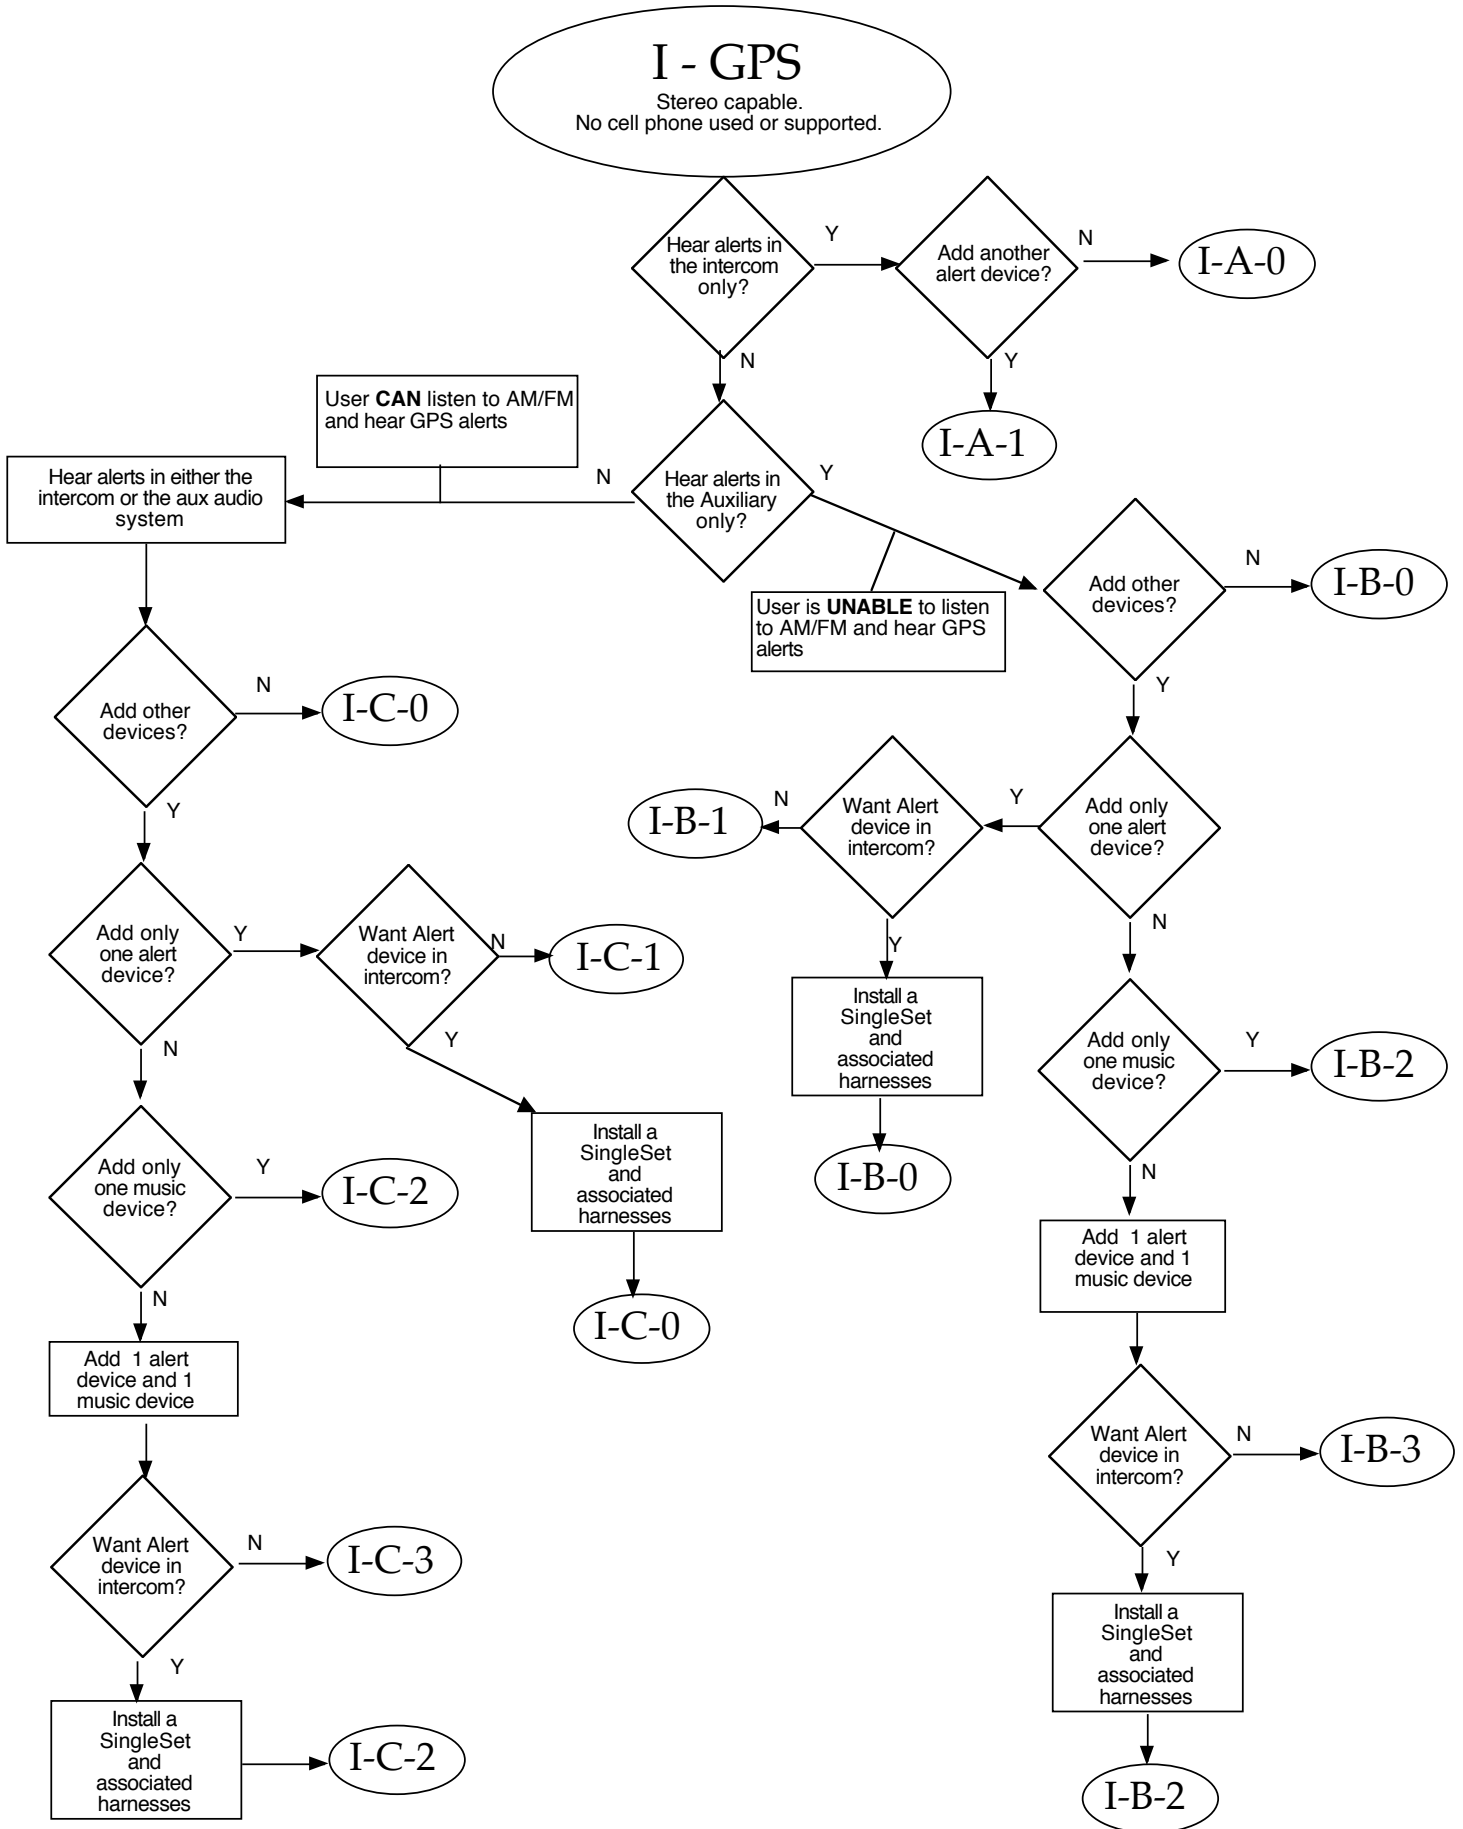 I - GPS
Stereo capable.
No cell phone used or supported.
Hear alerts in
the intercom
only?
Y
Add another
alert device?
N
I-A-0
N
Y
I-A-1
User CAN listen to AM/FM
and hear GPS alerts
Hear alerts in either the
intercom or the aux audio
system
N
Hear alerts in
the Auxiliary
only?
Y
User is UNABLE to listen
to AM/FM and hear GPS
alerts
Add other
devices?
N
I-B-0
Y
Add other
devices?
N
I-C-0
Y
I-B-1
N
Want Alert
device in
intercom?
Y
Add only
one alert
device?
N
Y
Add only
one alert
device?
Y
Want Alert
device in
intercom?
N
I-C-1
N
Y
Install a
SingleSet
and
associated
harnesses
I-B-0
Add only
one music
device?
Y
I-B-2
N
Add only
one music
device?
Y
I-C-2
Install a
SingleSet
and
associated
harnesses
I-C-0
N
Add 1 alert
device and 1
music device
Add 1 alert
device and 1
music device
Want Alert
device in
intercom?
N
I-B-3
Y
Want Alert
device in
intercom?
N
I-C-3
Y
Install a
SingleSet
and
associated
harnesses
I-C-2
Install a
SingleSet
and
associated
harnesses
I-B-2